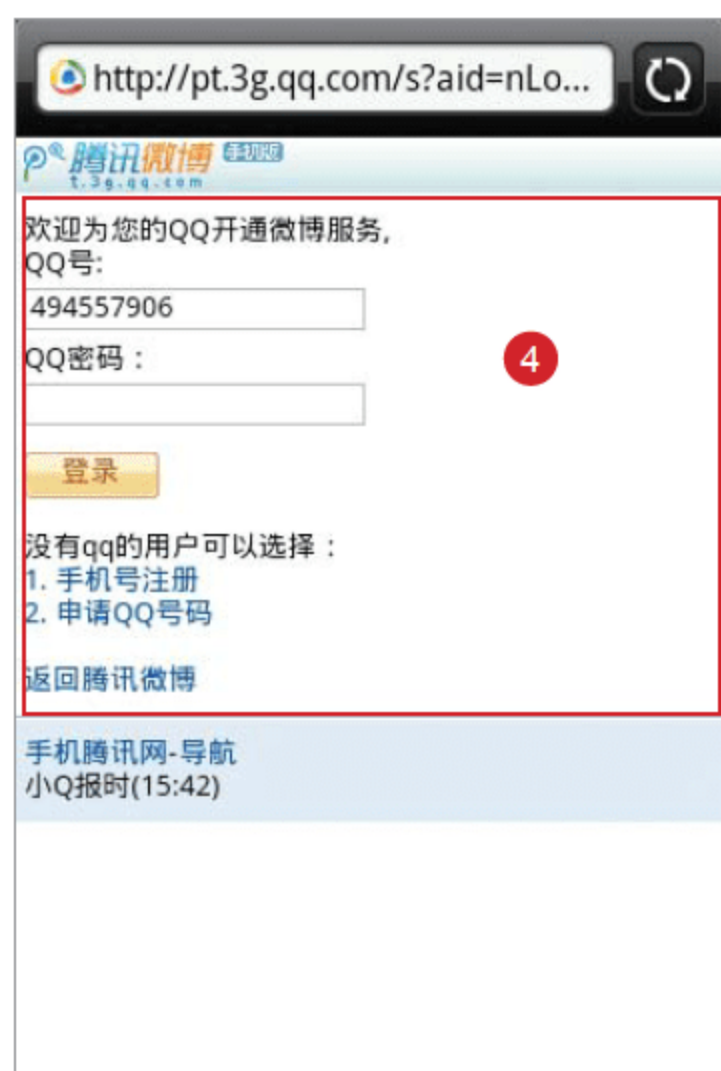 http://pt.3g.qq.com/s?aid=nLo...
腾讯微博 手机版
t.3g.qq.com
欢迎为您的QQ开通微博服务,
QQ号:
494557906
QQ密码：
4
登录
没有qq的用户可以选择：
1. 手机号注册
2. 申请QQ号码
返回腾讯微博
手机腾讯网-导航
小Q报时(15:42)